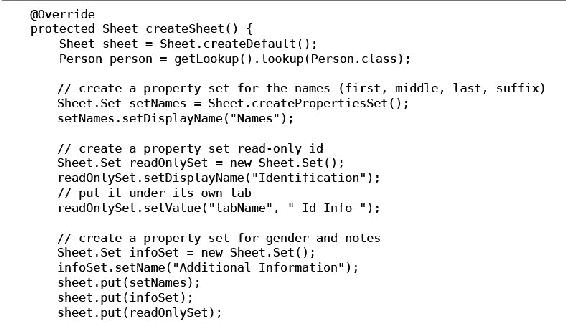 @Override
protected Sheet createSheet() {
Sheet sheet = Sheet.createDefault();
Person person = getLookup().lookup(Person.class);
// create a property set for the names (first, middle, last, suffix)
Sheet.Set setNames = Sheet.createPropertiesSet();
setNames.setDisplayName("Names");
// create a property set read-only id
Sheet.Set readOnlySet = new Sheet.Set();
readOnlySet.setDisplayName("Identification");
// put it under its own tab
readOnlySet.setValue("tabName", " Id Info ");
// create a property set for gender and notes
Sheet.Set infoSet = new Sheet.Set();
infoSet.setName("Additional Information");
sheet.put(setNames);
sheet.put(infoSet);
sheet.put(readOnlySet);